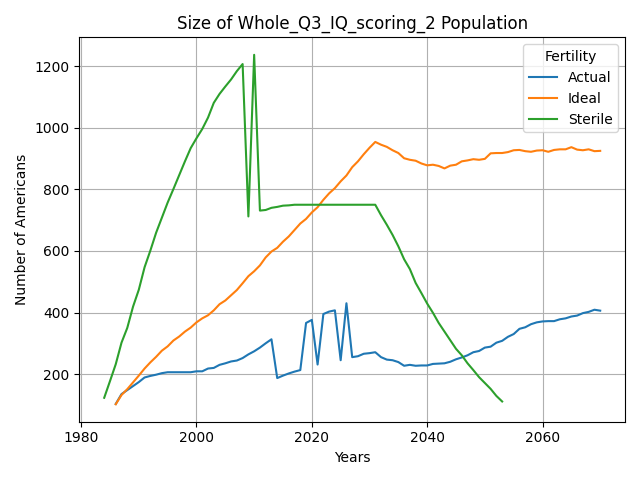 Size of Whole_Q3_IQ_scoring_2 Population
Fertility
Actual
Ideal
Sterile
1200
1000
800
600
400
200
Number of Americans
1980
2000
2020
2040
2060
Years